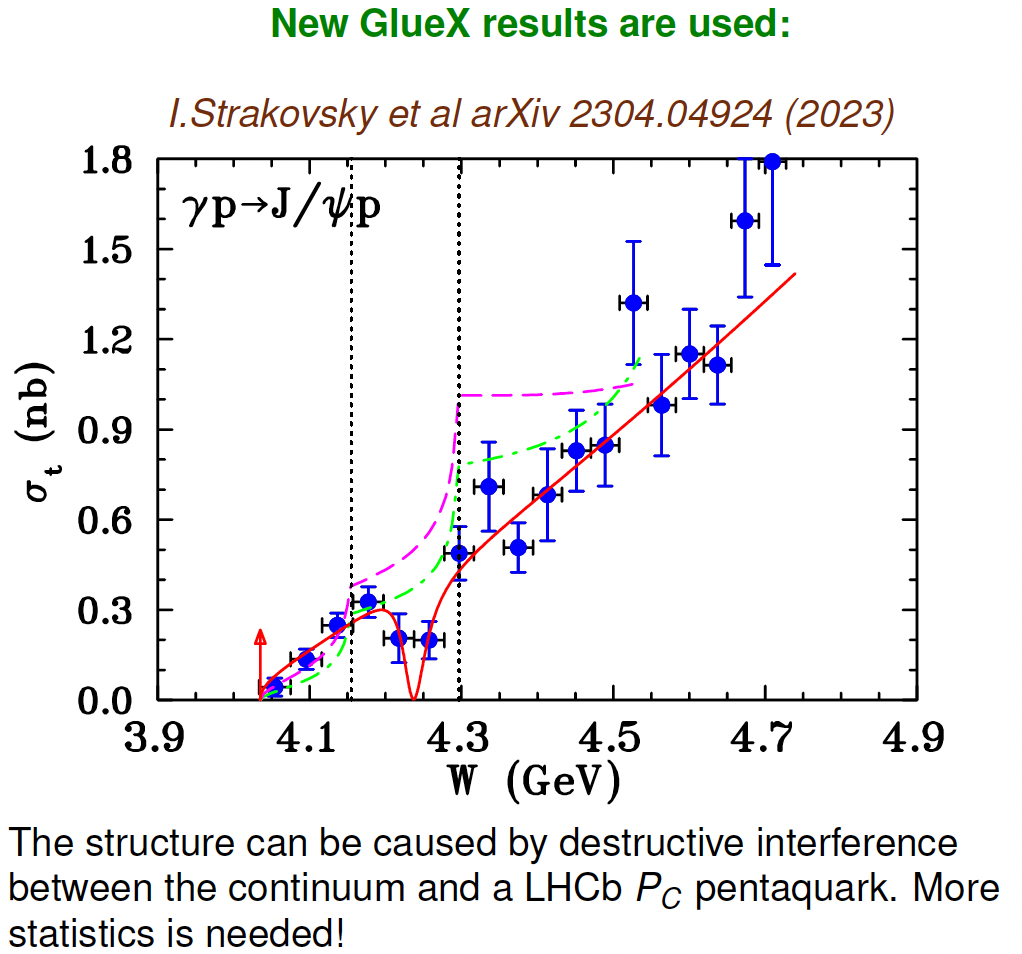 New GlueX results are used:
I.Strakovsky et al arXiv 2304.04924 (2023)
γp→J/ψp
1.8
1.5
1.2
0.9
0.6
0.3
0.0
σt (nb)
3.9 4.1 4.3 4.5 4.7 4.9
W (GeV)
The structure can be caused by destructive interference
between the continuum and a LHCb PC pentaquark. More
statistics is needed!